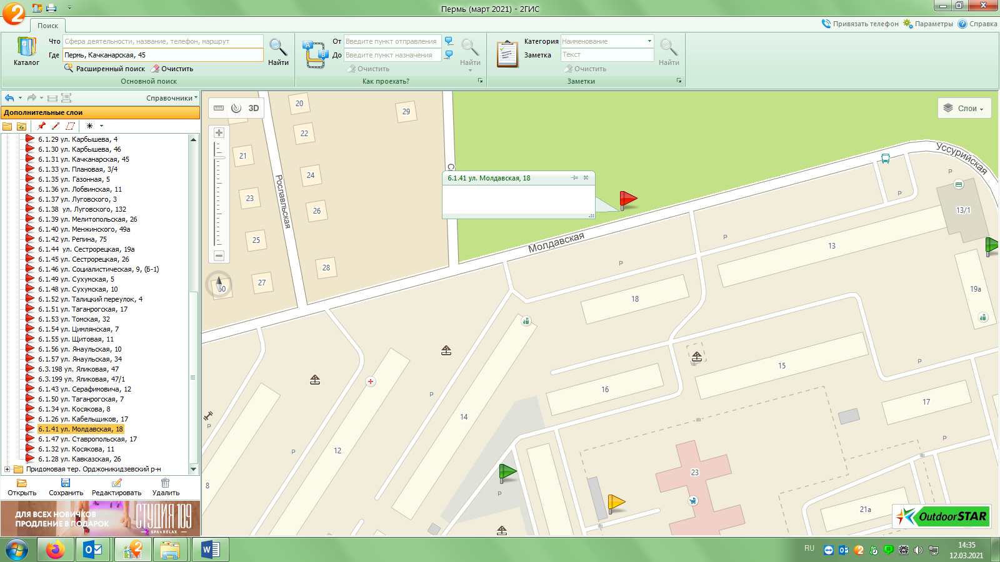 Пермь (март 2021) - 2ГИС
Поиск
Привязать телефон
Параметры
Справка
Каталог
Что
Сфера деятельности, название, телефон, маршрут
Где
Пермь, Качканарская, 45
Расширенный поиск
Очистить
Найти
Основной поиск
От
Введите пункт отправления
До
Введите пункт назначения
Очистить
Найти
Как проехать?
Категория
Наименование
Заметка
Текст
Очистить
Найти
Заметки
Справочники
Дополнительные слои
6.1.29 ул. Карбышева, 4
6.1.30 ул. Карбышева, 46
6.1.31 ул. Качканарская, 45
6.1.33 ул. Плановая, 3/4
6.1.35 ул. Газонная, 5
6.1.36 ул. Лобвинская, 11
6.1.37 ул. Луговского, 3
6.1.38  ул. Луговского, 132
6.1.39 ул. Мелитопольская, 26
6.1.40 ул. Менжинского, 49а
6.1.42 ул. Репина, 75
6.1.44  ул. Сестрорецкая, 19а
6.1.45 ул. Сестрорецкая, 26
6.1.46 ул. Социалистическая, 9, (Б-1)
6.1.49 ул. Сухумская, 5
6.1.48 ул. Сухумская, 10
6.1.52 ул. Талицкий переулок, 4
6.1.51 ул. Таганрогская, 17
6.1.53 ул. Томская, 32
6.1.54 ул. Цимлянская, 7
6.1.55 ул. Щитовая, 11
6.1.56 ул. Янаульская, 10
6.1.57 ул. Янаульская, 34
6.3.198 ул. Яликовая, 47
6.3.199 ул. Яликовая, 47/1
6.1.43 ул. Серафимовича, 12
6.1.50 ул. Таганрогская, 7
6.1.34 ул. Косякова, 8
6.1.26 ул. Кабельщиков, 17
6.1.41 ул. Молдавская, 18
6.1.47 ул. Ставропольская, 17
6.1.32 ул. Косякова, 11
6.1.28 ул. Кавказская, 26
Придомовая тер. Орджоникидзевский р-н
Открыть
Сохранить
Редактировать
Удалить
ДЛЯ ВСЕХ НОВИЧКОВ
ПРОДЛЕНИЕ В ПОДАРОК
СТУДИЯ 109
SPA & RELAX
3D
Слои
20
29
22
21
24
23
26
25
28
27
Рославльская
6.1.41 ул. Молдавская, 18
Молдавская
Уссурийская
P
P
P
P
13/1
13
19а
18
16
15
17
14
12
8
23
21а
P
P
P
P
P
P
OutdoorSTAR
RU
14:35
12.03.2021